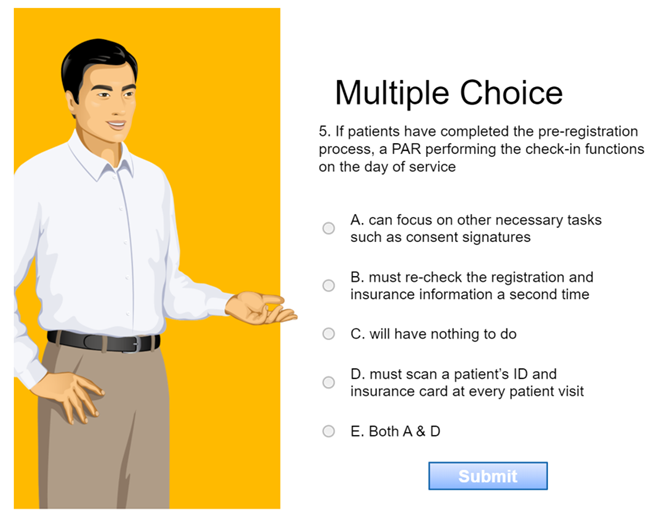 Multiple Choice
5. If patients have completed the pre-registration
process, a PAR performing the check-in functions
on the day of service
A. can focus on other necessary tasks
such as consent signatures
B. must re-check the registration and
insurance information a second time
C. will have nothing to do
D. must scan a patient’s ID and
insurance card at every patient visit
E. Both A & D
Submit